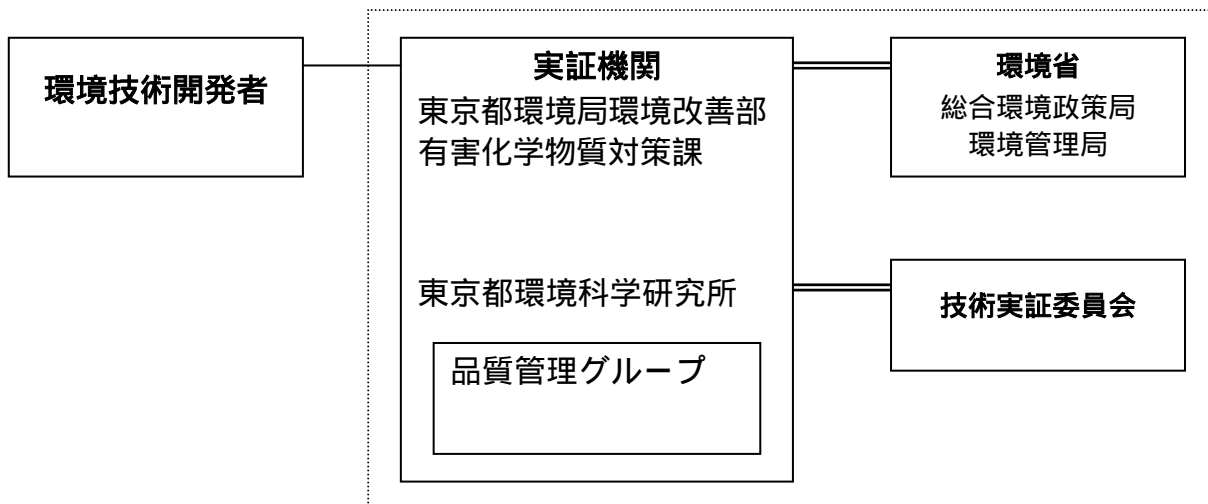 環境技術開発者
実証機関
東京都環境局環境改善部
有害化学物質対策課
東京都環境科学研究所
品質管理グループ
環境省
総合環境政策局
環境管理局
技術実証委員会